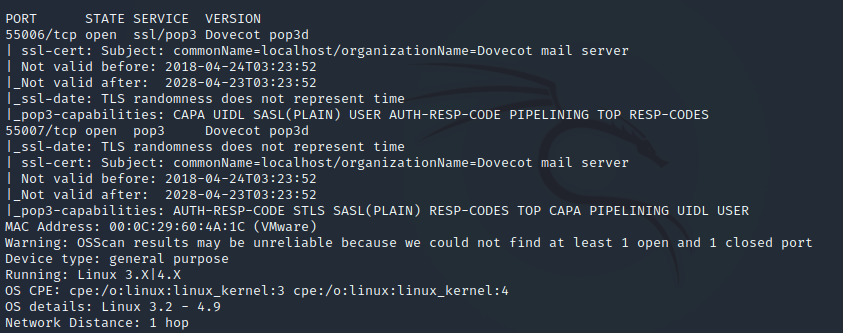 PORT      STATE SERVICE  VERSION
55006/tcp open  ssl/pop3 Dovecot pop3d
| ssl-cert: Subject: commonName=localhost/organizationName=Dovecot mail server
| Not valid before: 2018-04-24T03:23:52
|_Not valid after:  2028-04-23T03:23:52
|_ssl-date: TLS randomness does not represent time
|_pop3-capabilities: CAPA UIDL SASL(PLAIN) USER AUTH-RESP-CODE PIPELINING TOP RESP-CODES
55007/tcp open  pop3     Dovecot pop3d
|_ssl-date: TLS randomness does not represent time
| ssl-cert: Subject: commonName=localhost/organizationName=Dovecot mail server
| Not valid before: 2018-04-24T03:23:52
|_Not valid after:  2028-04-23T03:23:52
|_pop3-capabilities: AUTH-RESP-CODE STLS SASL(PLAIN) RESP-CODES TOP CAPA PIPELINING UIDL USER
MAC Address: 00:0C:29:60:4A:1C (VMware)
Warning: OSScan results may be unreliable because we could not find at least 1 open and 1 closed port
Device type: general purpose
Running: Linux 3.X|4.X
OS CPE: cpe:/o:linux:linux_kernel:3 cpe:/o:linux:linux_kernel:4
OS details: Linux 3.2 - 4.9
Network Distance: 1 hop